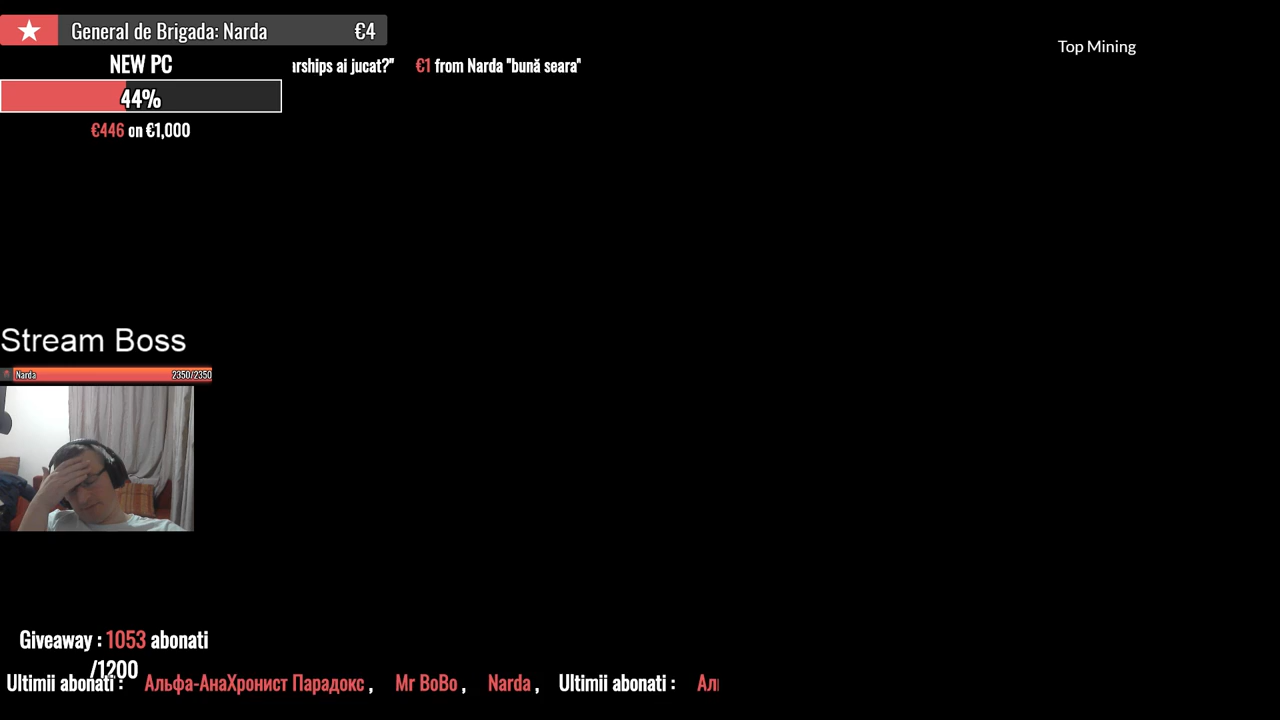 General de Brigada: Narda €4
Top Mining
NEW PC
arships ai jucat?" €1 from Narda "bună seara"
44%
€446 on €1,000
Stream Boss
Narda 2350/2350
Giveaway : 1053 abonati
/1200
Ultimii abonati : Альфа-АнаХронист Парадокс , Mr BoBo , Narda , Ultimii abonati : Ал